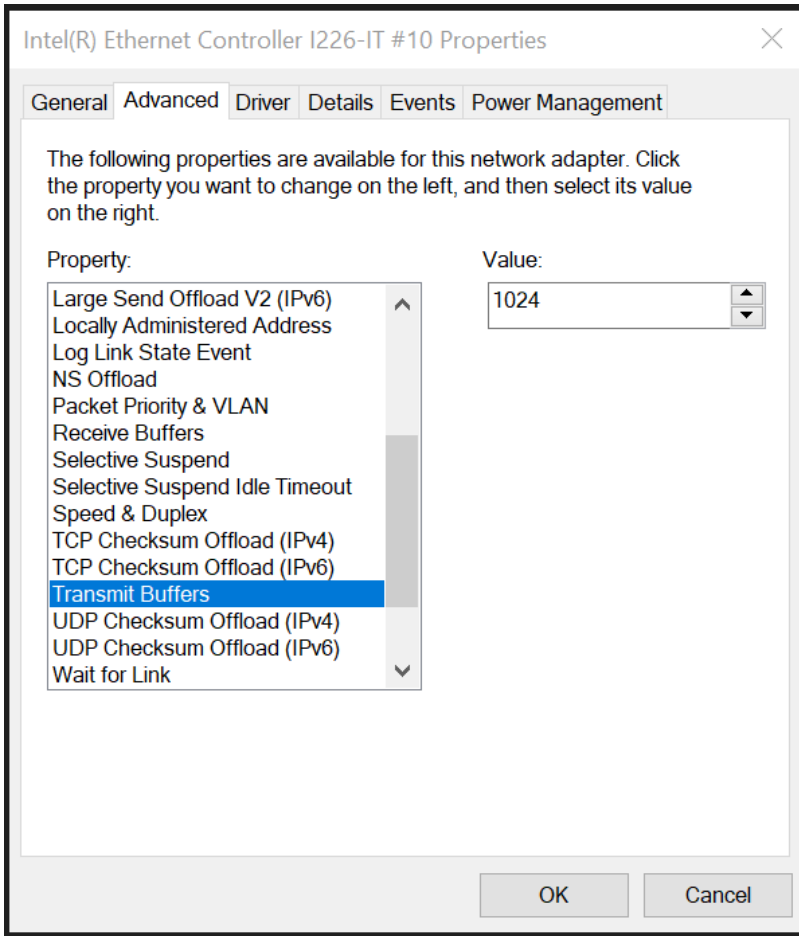 Intel(R) Ethernet Controller I226-IT #10 Properties
General Advanced Driver Details Events Power Management
The following properties are available for this network adapter. Click
the property you want to change on the left, and then select its value
on the right.
Property:
Value:
Large Send Offload V2 (IPv6)
Locally Administered Address
Log Link State Event
NS Offload
Packet Priority & VLAN
Receive Buffers
Selective Suspend
Selective Suspend Idle Timeout
Speed & Duplex
TCP Checksum Offload (IPv4)
TCP Checksum Offload (IPv6)
Transmit Buffers
UDP Checksum Offload (IPv4)
UDP Checksum Offload (IPv6)
Wait for Link
1024
OK
Cancel